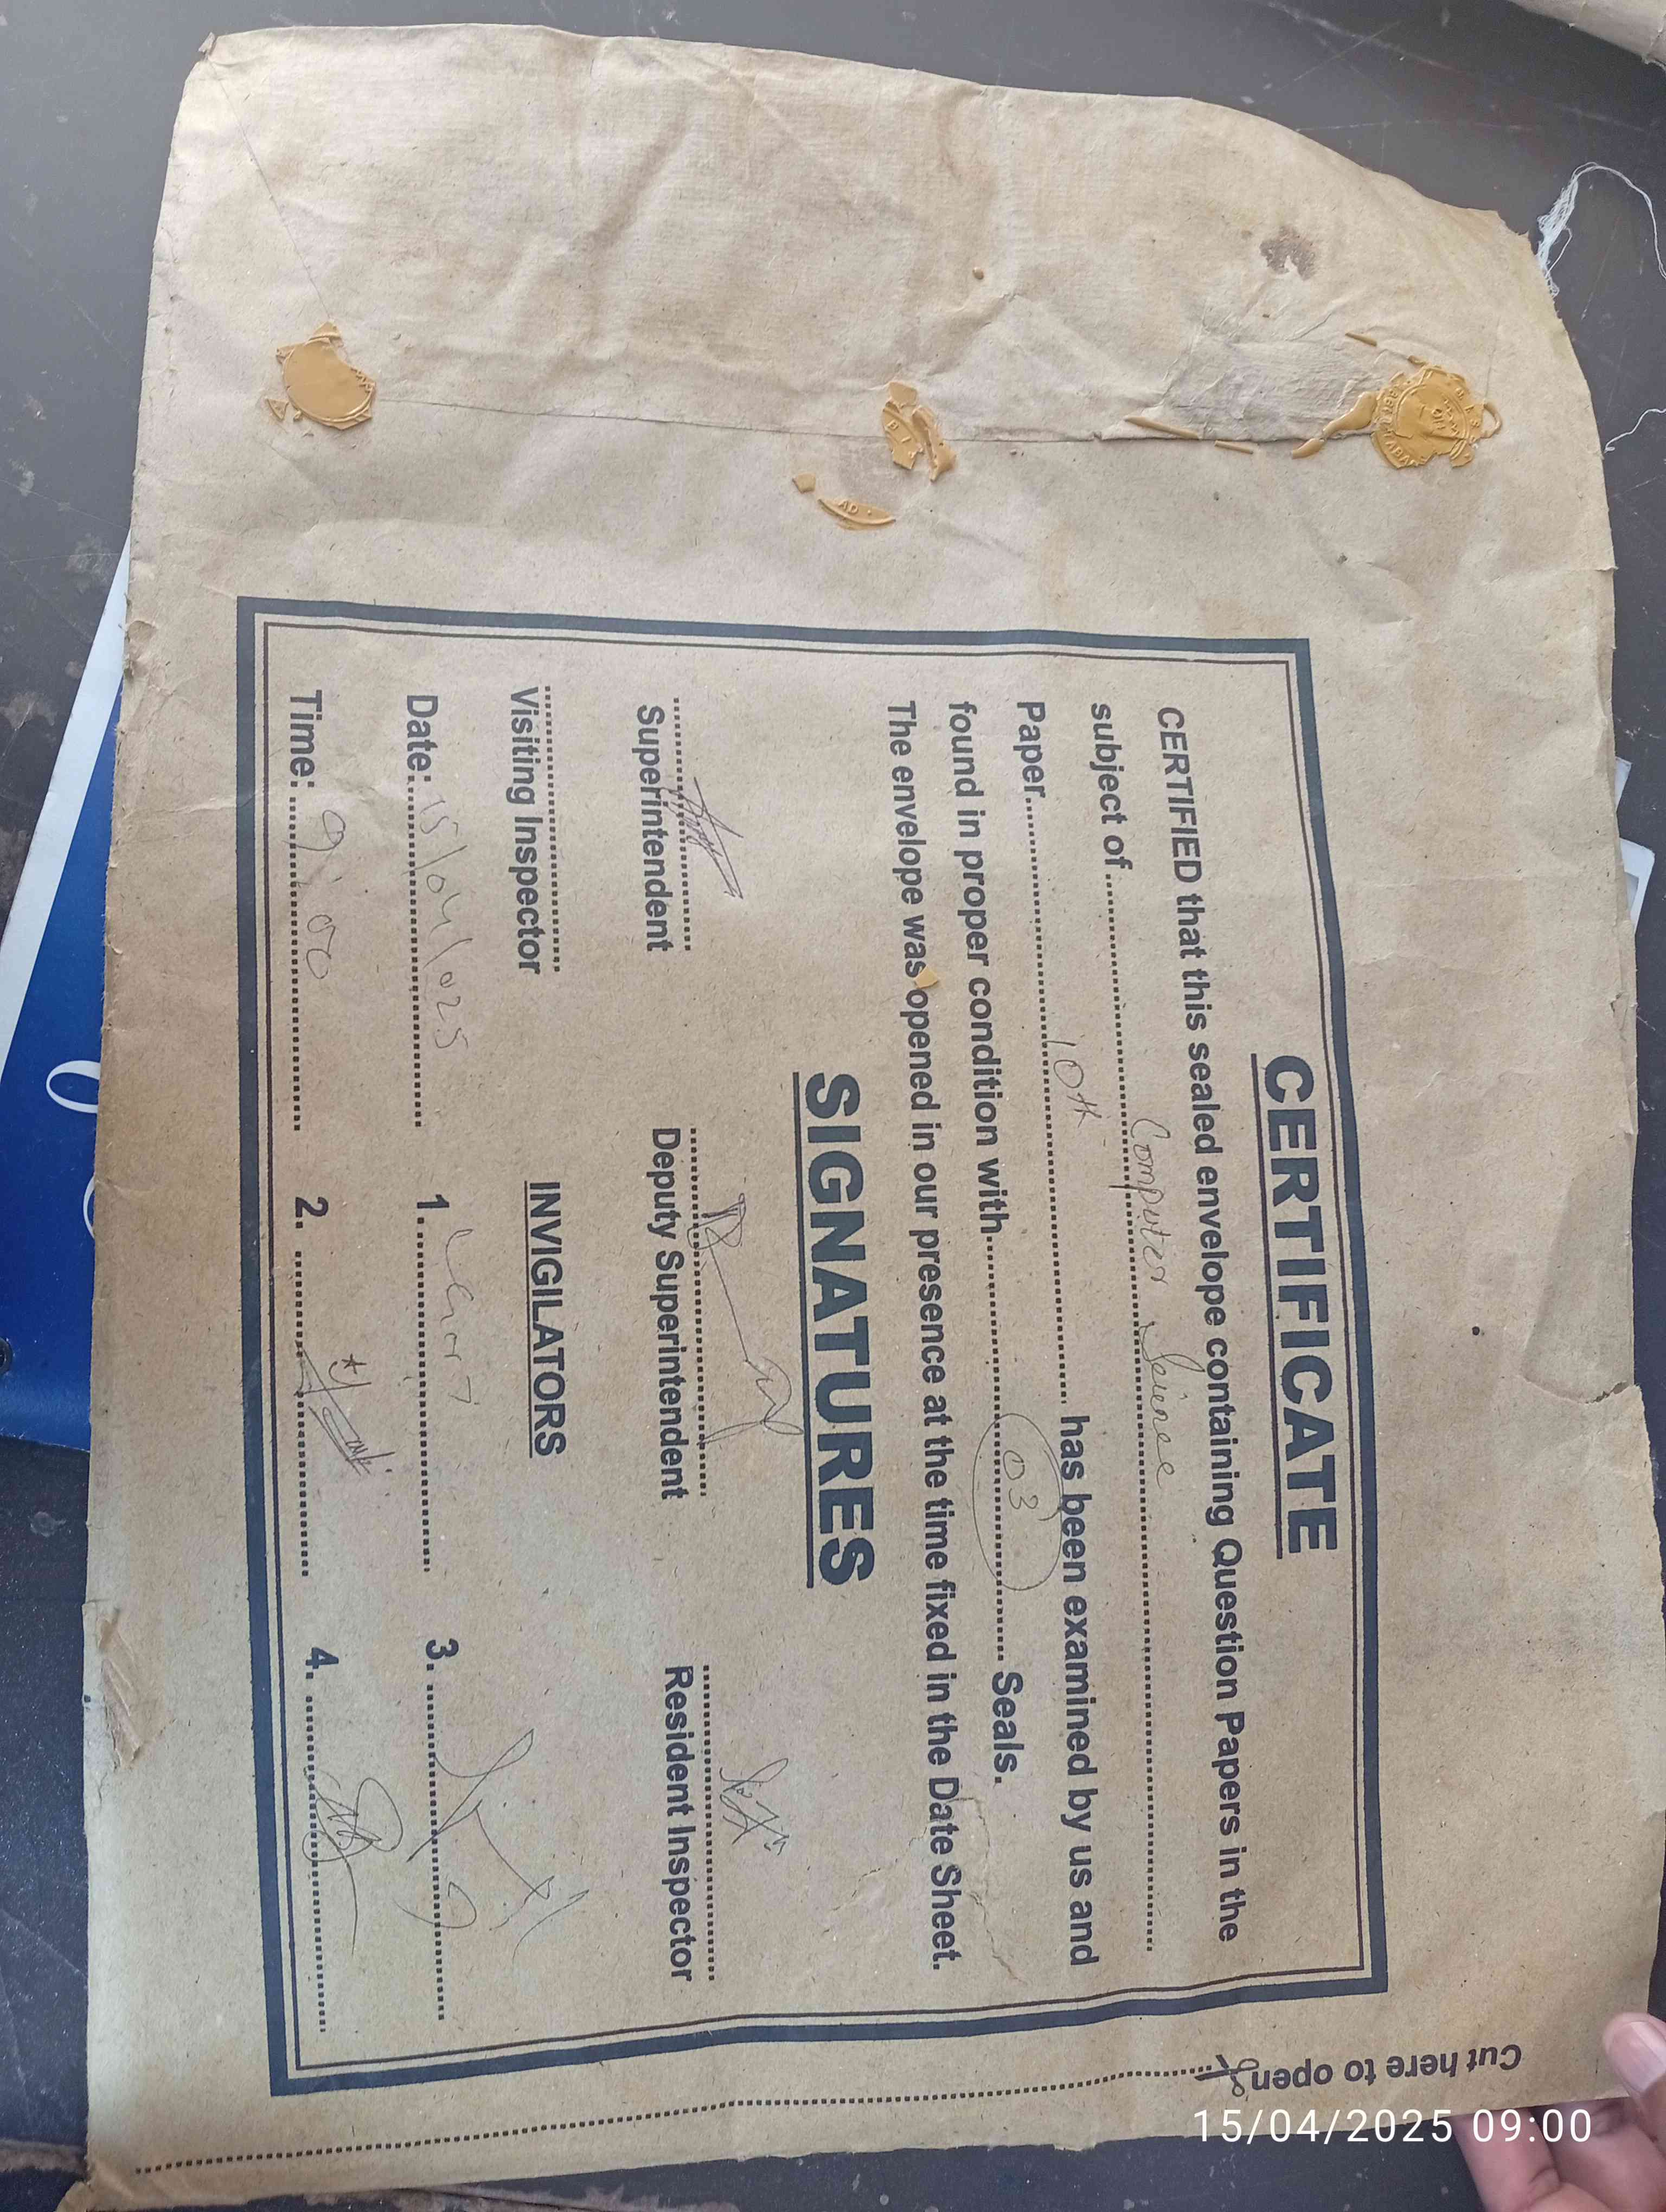 CERTIFICATE
CERTIFIED that this sealed envelope containing Question Papers in the
subject of.......Computer Science.......
Paper.......10th....... has been examined by us and
found in proper condition with.......03....... Seals.
The envelope was opened in our presence at the time fixed in the Date Sheet.
SIGNATURES
Superintendent Deputy Superintendent Resident Inspector
Visiting Inspector INVIGILATORS
Date:.15/04/025 1. 3.
Time: 9:00 2. 4.
Cut here to open
15/04/2025 09:00